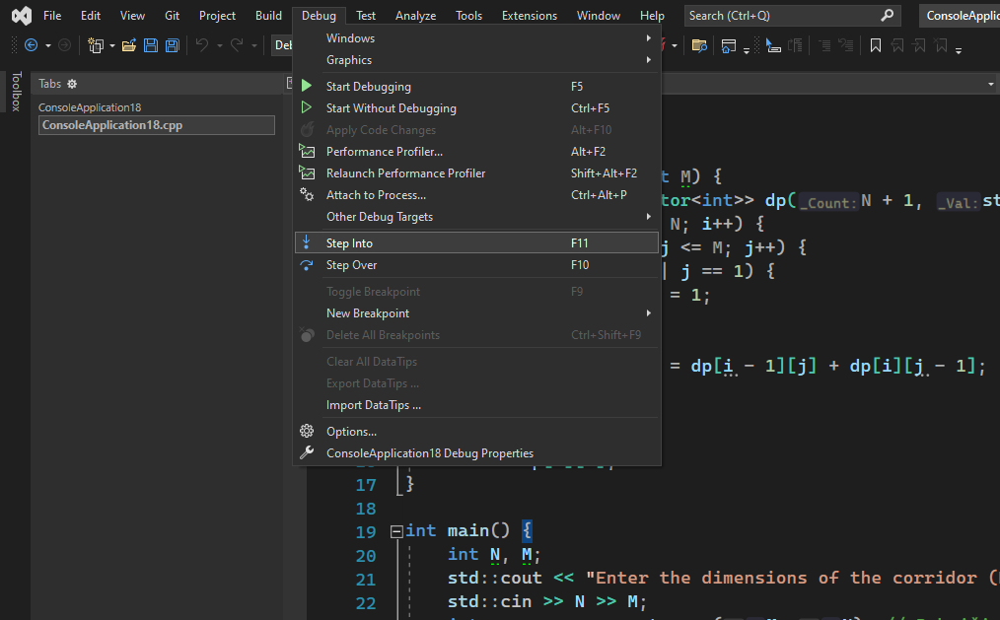 File Edit View Git Project Build Debug Test Analyze Tools Extensions Window Help Search (Ctrl+Q) ConsoleApplic
Deb
Toolbox
Tabs
ConsoleApplication18
ConsoleApplication18.cpp
Windows
Graphics
Start Debugging F5
Start Without Debugging Ctrl+F5
Apply Code Changes Alt+F10
Performance Profiler... Alt+F2
Relaunch Performance Profiler Shift+Alt+F2
Attach to Process... Ctrl+Alt+P
Other Debug Targets
Step Into F11
Step Over F10
Toggle Breakpoint F9
New Breakpoint
Delete All Breakpoints Ctrl+Shift+F9
Clear All DataTips
Export DataTips ...
Import DataTips ...
Options...
ConsoleApplication18 Debug Properties
t M) {
tor<int>> dp(_Count: N + 1, _Val: st
N; i++) {
j <= M; j++) {
| j == 1) {
= 1;
= dp[i - 1][j] + dp[i][j - 1];
17 }
18
19 int main() {
20 int N, M;
21 std::cout << "Enter the dimensions of the corridor (
22 std::cin >> N >> M;